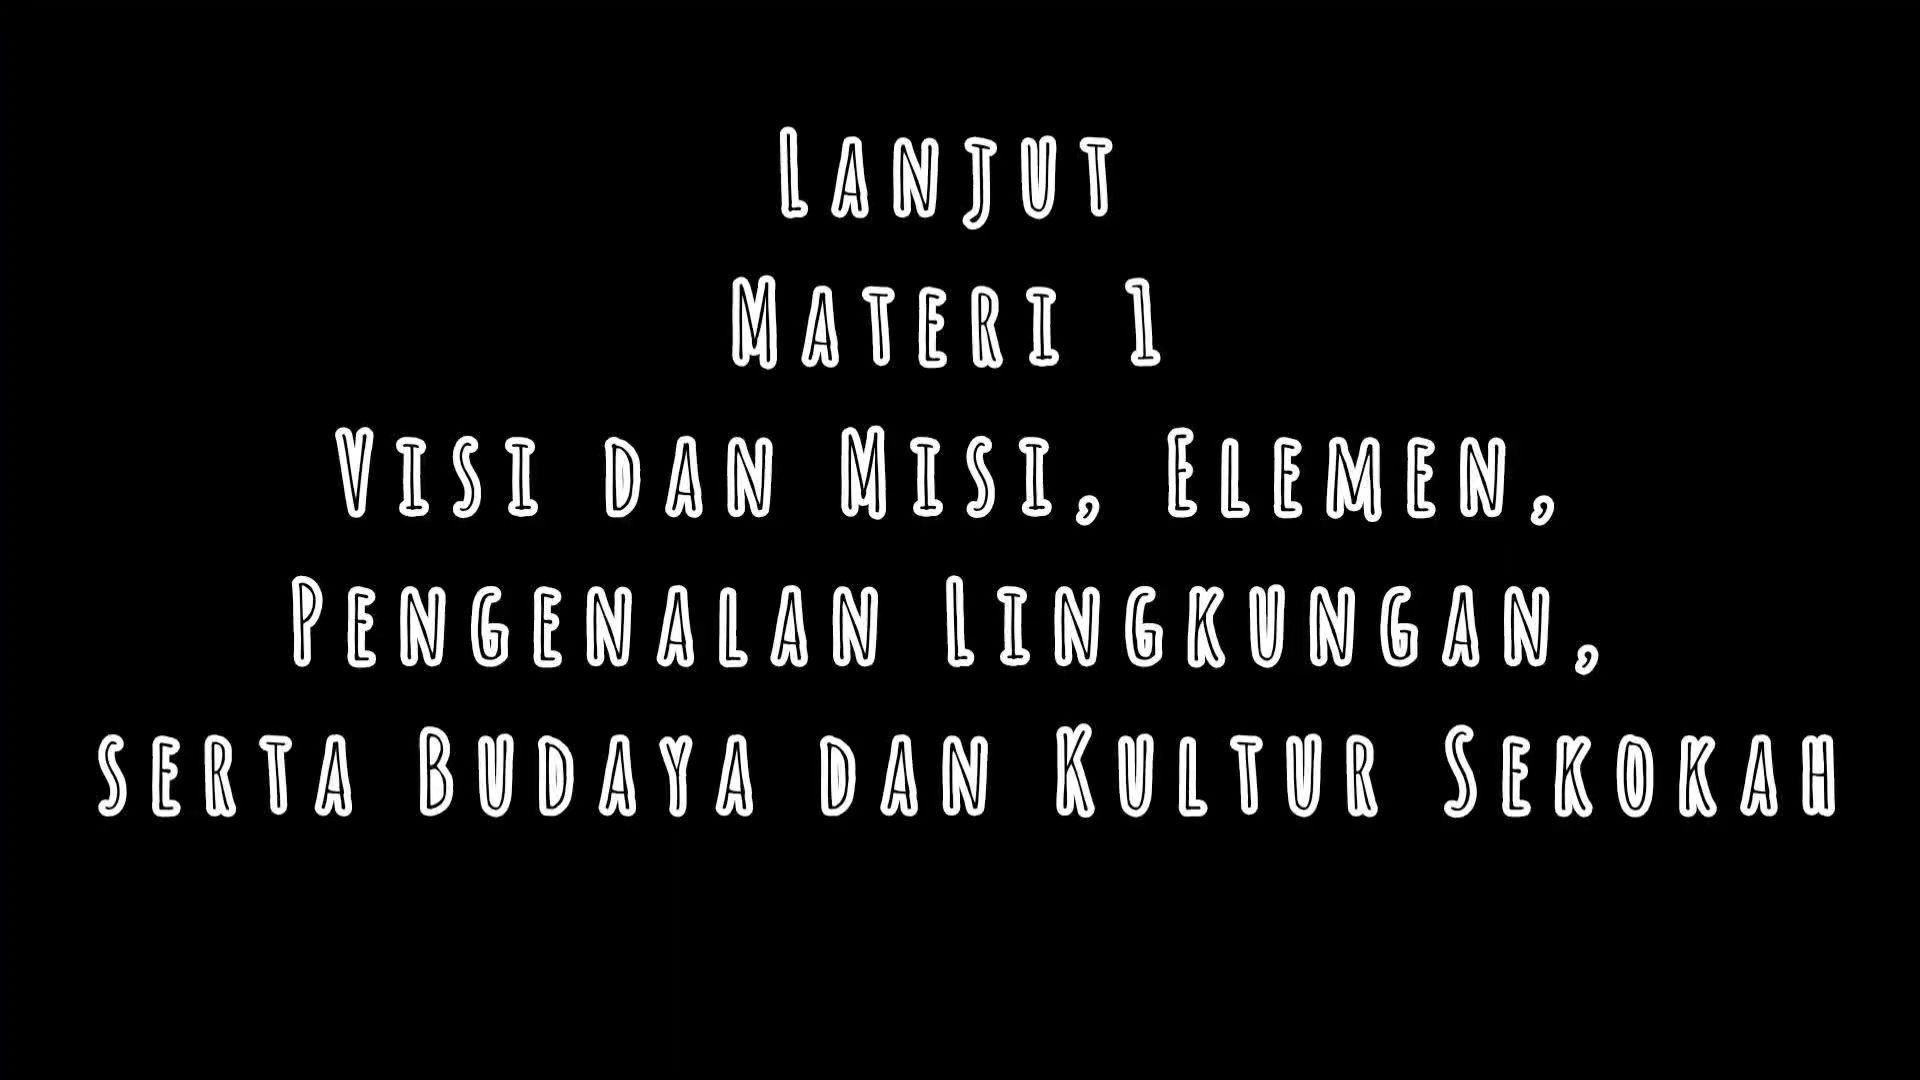 Lanjut
Materi 1
Visi dan Misi, Elemen,
Pengenalan Lingkungan,
serta Budaya dan Kultur Sekokah